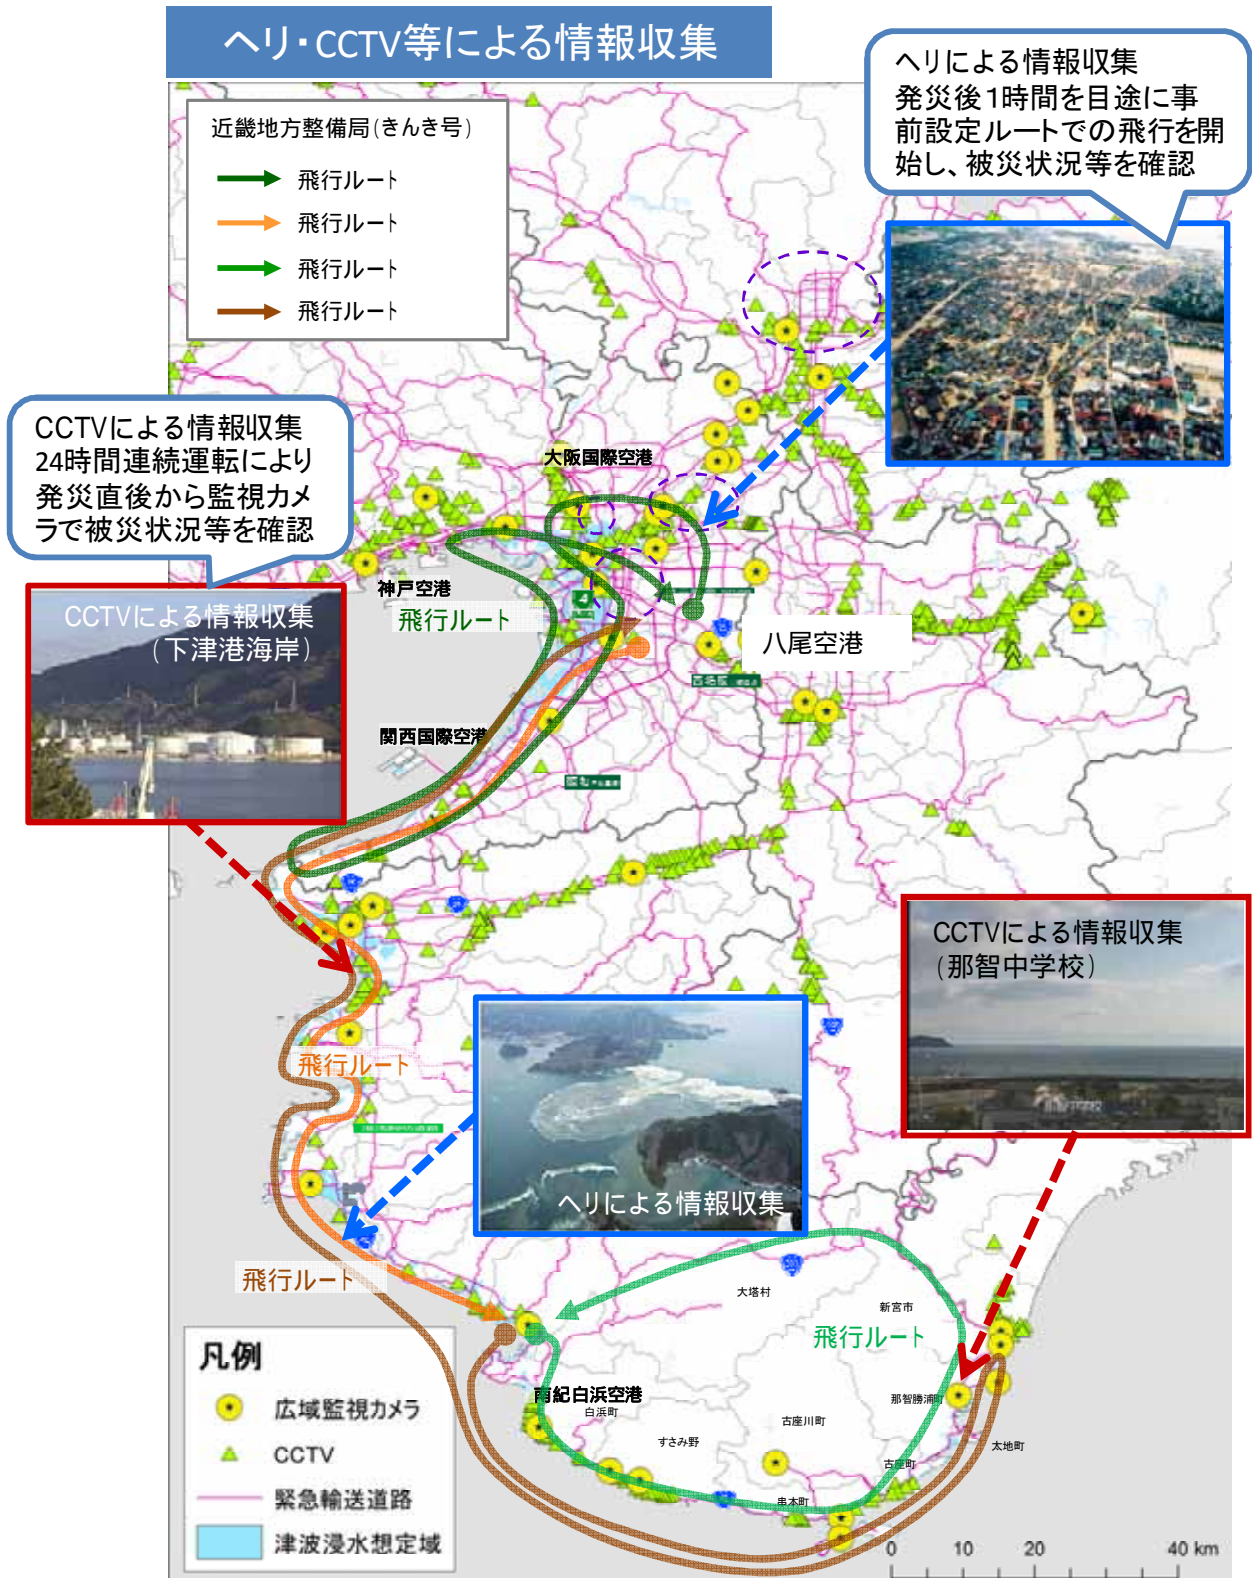 ヘリ・CCTV等による情報収集
ヘリによる情報収集
発災後1時間を目途に事
前設定ルートでの飛行を開
始し、被災状況等を確認
近畿地方整備局(きんき号)
飛行ルート
飛行ルート
飛行ルート
飛行ルート
CCTVによる情報収集
24時間連続運転により
発災直後から監視カメ
ラで被災状況等を確認
大阪国際空港
神戸空港
飛行ルート
CCTVによる情報収集
(下津港海岸)
八尾空港
関西国際空港
CCTVによる情報収集
(那智中学校)
飛行ルート
ヘリによる情報収集
飛行ルート
大塔村
新宮市
飛行ルート
南紀白浜空港
白浜町
那智勝浦町
古座川町
すさみ野
太地町
古座町
串本町
凡例
広域監視カメラ
CCTV
緊急輸送道路
津波浸水想定域
0 10 20 40 km